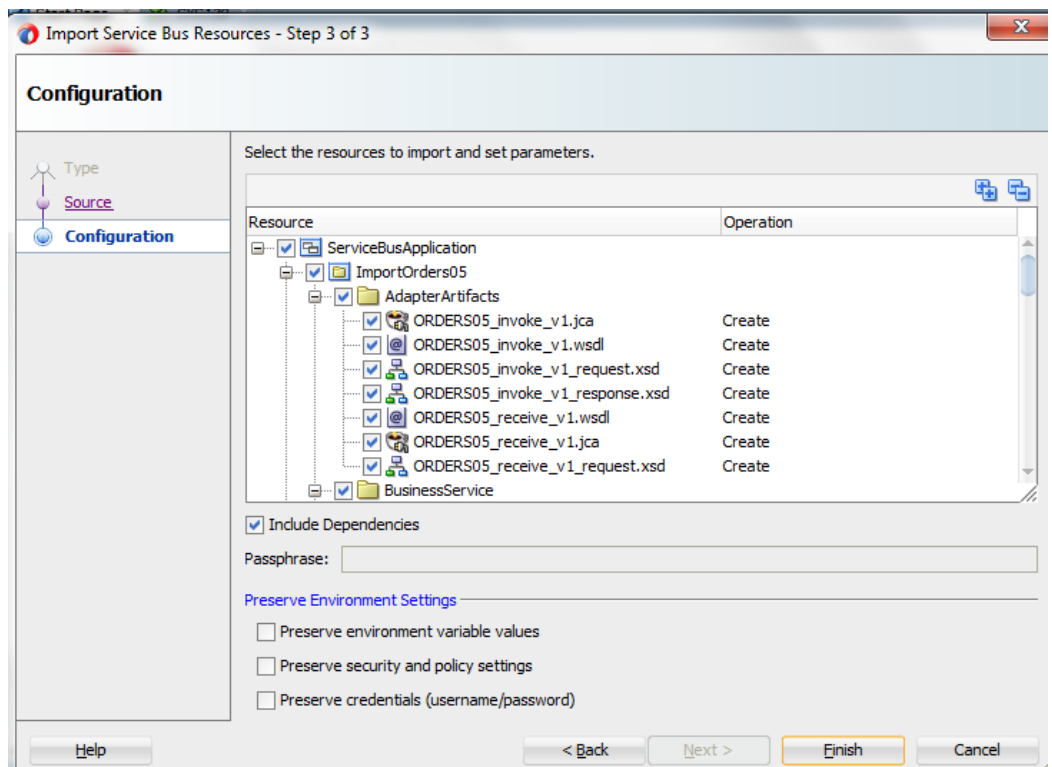 Import Service Bus Resources - Step 3 of 3
Configuration
Type
Source
Configuration
Select the resources to import and set parameters.
Resource Operation
ServiceBusApplication
ImportOrders05
AdapterArtifacts
ORDERS05_invoke_v1.jca Create
ORDERS05_invoke_v1.wsdl Create
ORDERS05_invoke_v1_request.xsd Create
ORDERS05_invoke_v1_response.xsd Create
ORDERS05_receive_v1.wsdl Create
ORDERS05_receive_v1.jca Create
ORDERS05_receive_v1_request.xsd Create
BusinessService
Include Dependencies
Passphrase:
Preserve Environment Settings
Preserve environment variable values
Preserve security and policy settings
Preserve credentials (username/password)
Help < Back Next > Finish Cancel